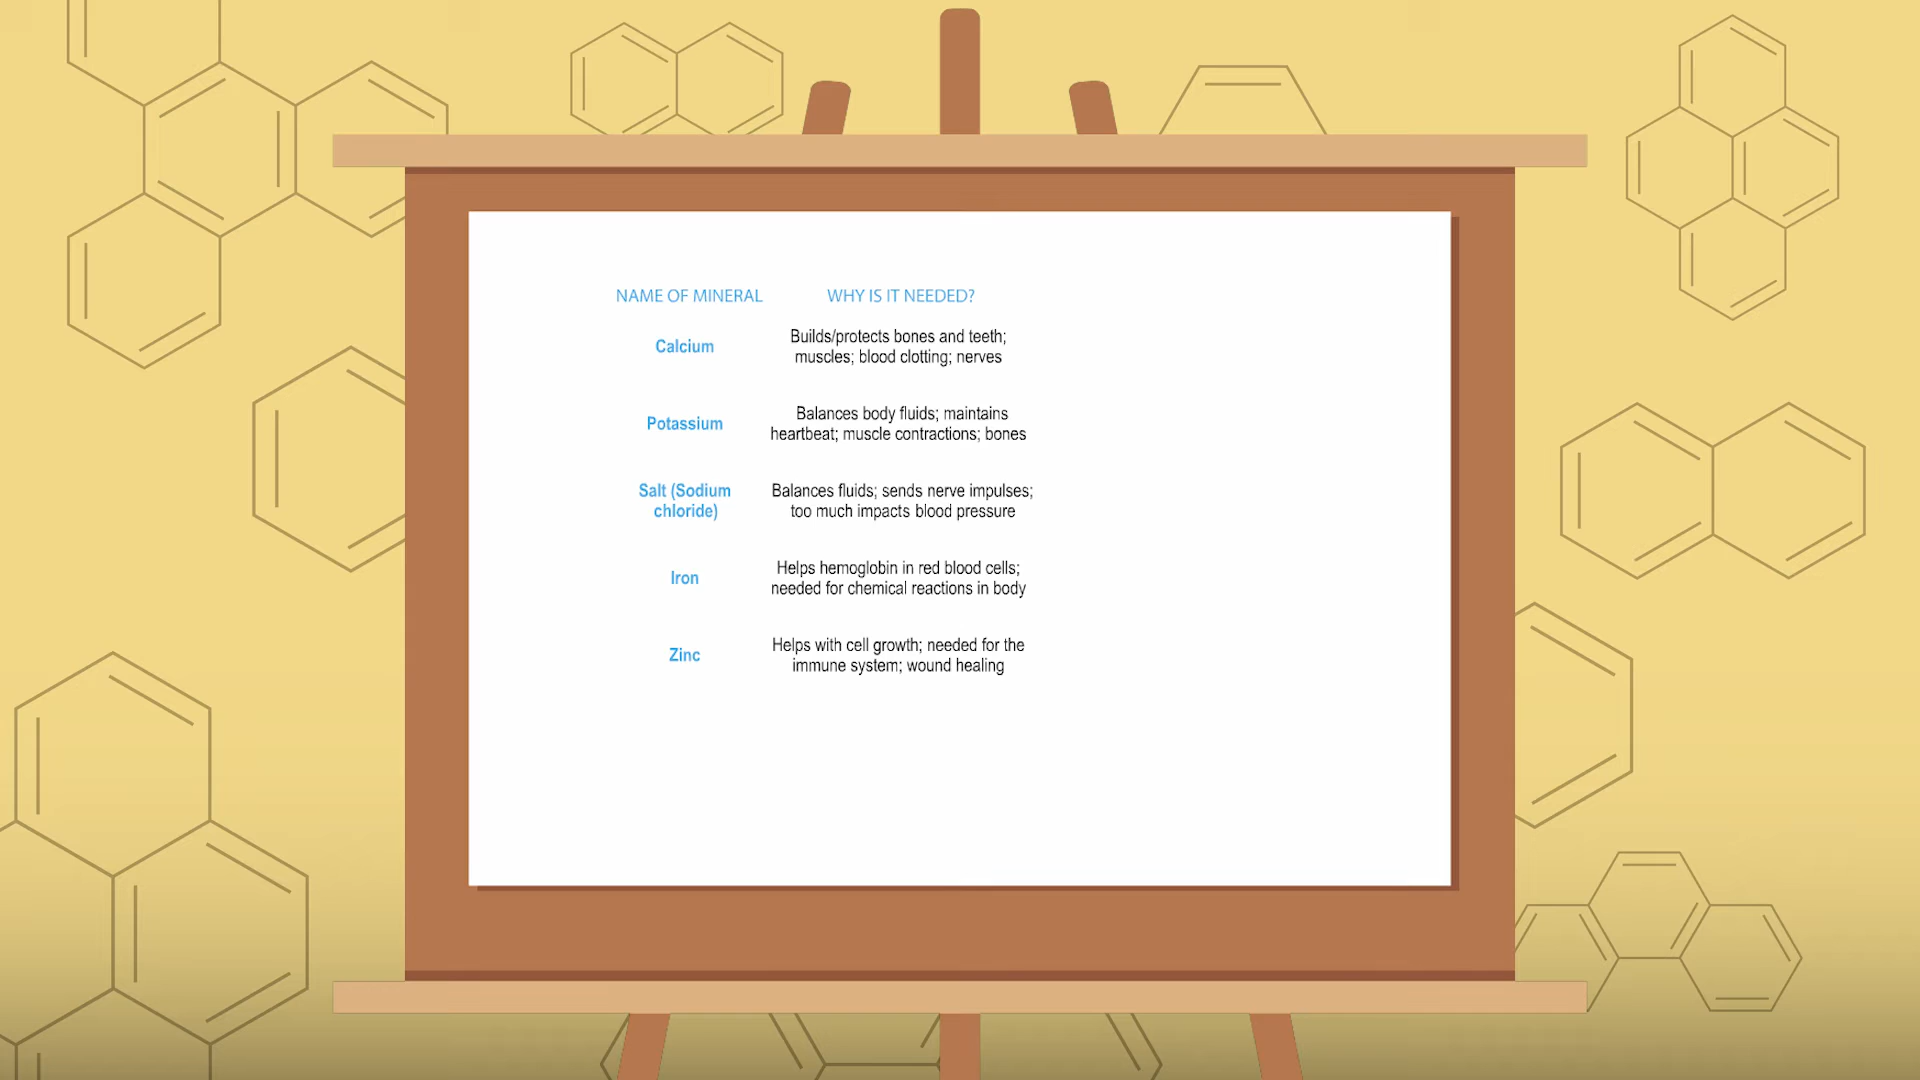 NAME OF MINERAL WHY IS IT NEEDED?
Calcium
Builds/protects bones and teeth;
muscles; blood clotting; nerves
Potassium
Balances body fluids; maintains
heartbeat; muscle contractions; bones
Salt (Sodium
chloride)
Balances fluids; sends nerve impulses;
too much impacts blood pressure
Iron
Helps hemoglobin in red blood cells;
needed for chemical reactions in body
Zinc
Helps with cell growth; needed for the
immune system; wound healing